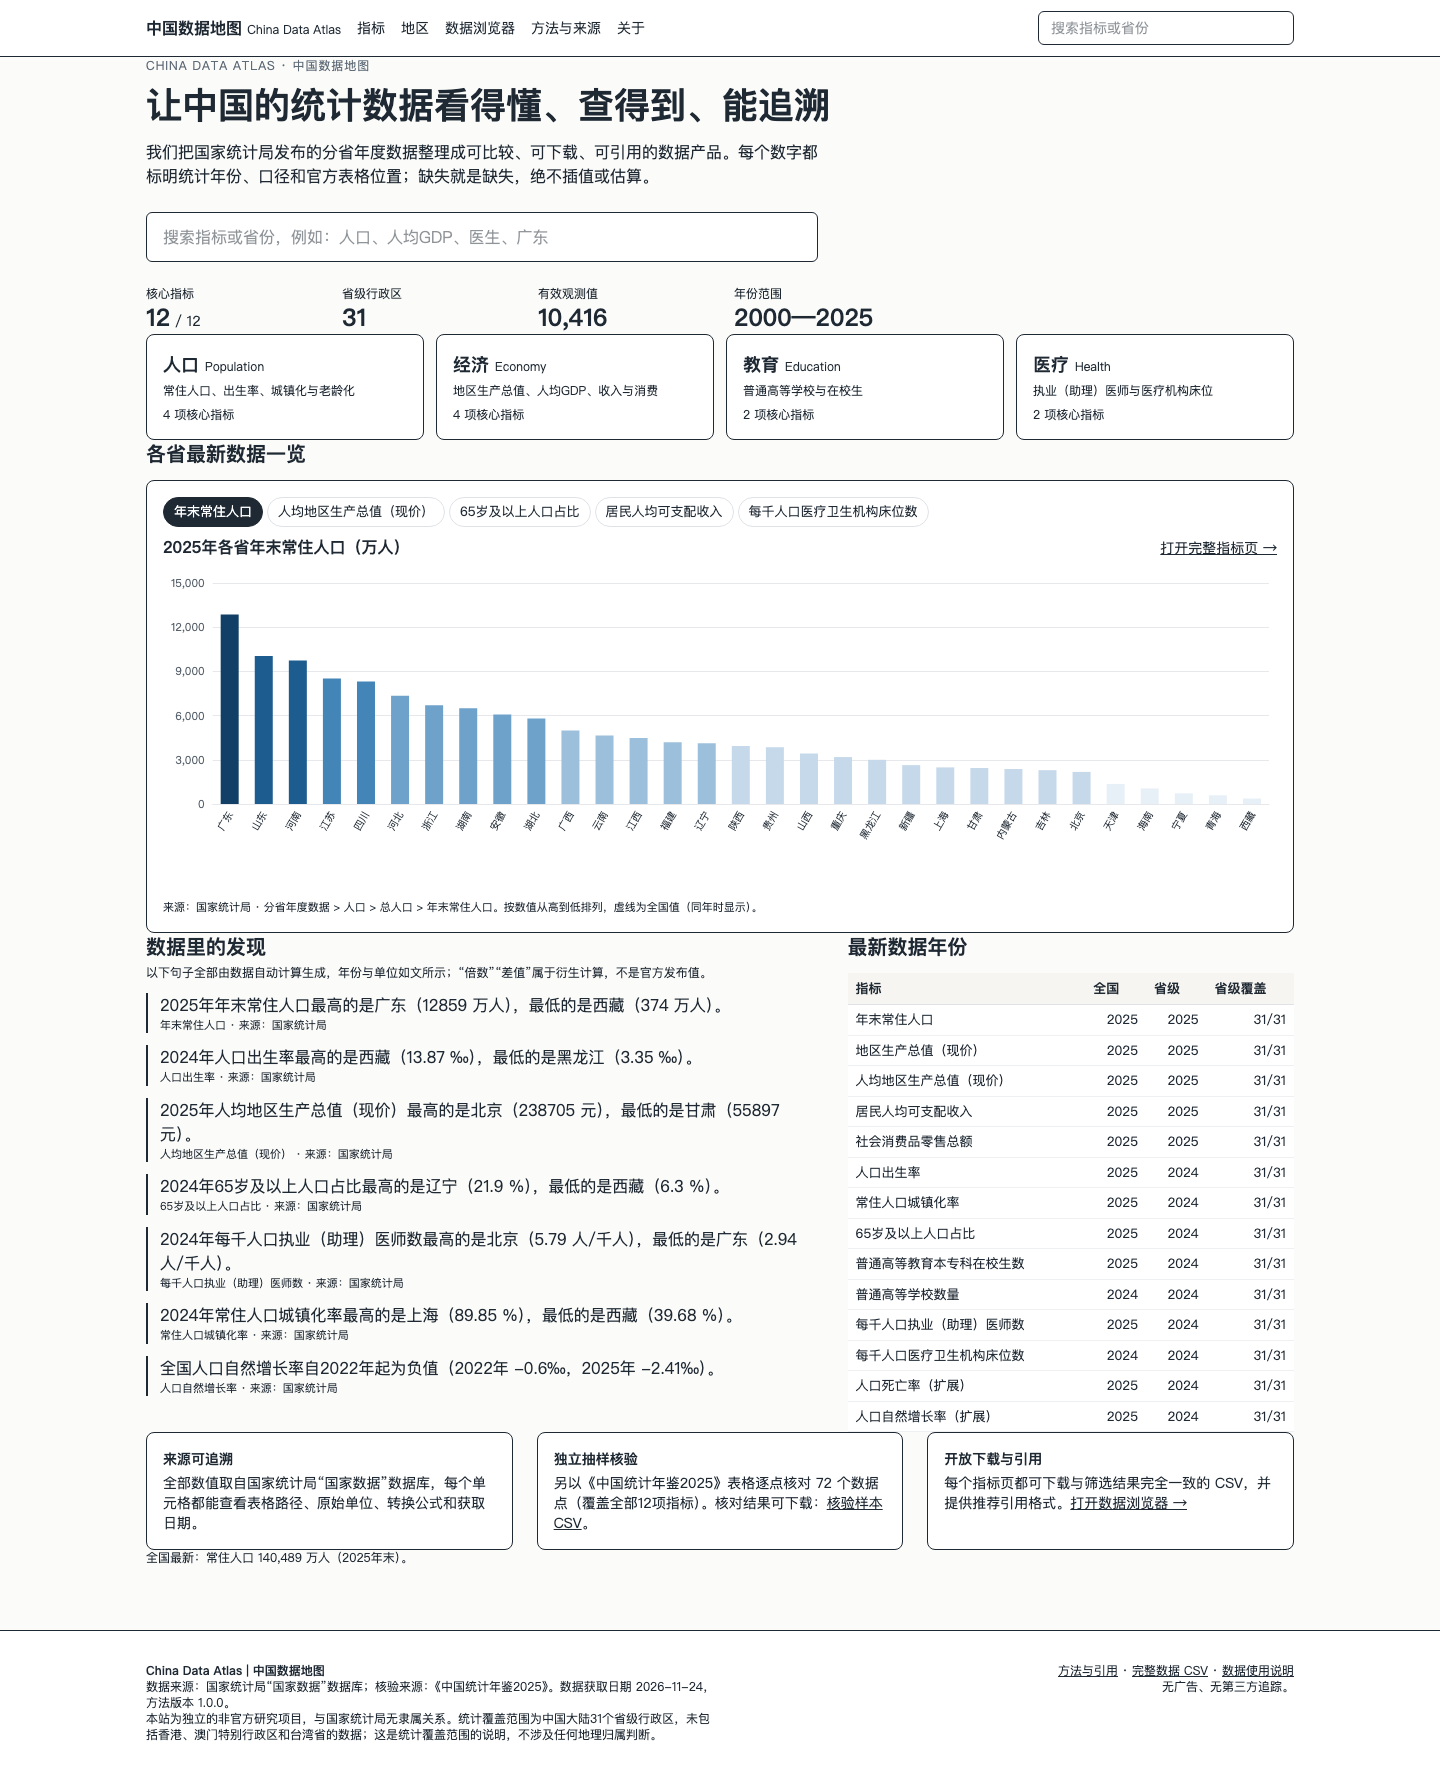 中国数据地图 China Data Atlas 指标 地区 数据浏览器 方法与来源 关于 搜索指标或省份
CHINA DATA ATLAS · 中国数据地图
让中国的统计数据看得懂、查得到、能追溯
我们把国家统计局发布的分省年度数据整理成可比较、可下载、可引用的数据产品。每个数字都
标明统计年份、口径和官方表格位置；缺失就是缺失，绝不插值或估算。
搜索指标或省份，例如：人口、人均GDP、医生、广东
核心指标 省级行政区 有效观测值 年份范围
12 / 12 31 10,416 2000—2025
人口 Population
常住人口、出生率、城镇化与老龄化
4 项核心指标
经济 Economy
地区生产总值、人均GDP、收入与消费
4 项核心指标
教育 Education
普通高等学校与在校生
2 项核心指标
医疗 Health
执业（助理）医师与医疗机构床位
2 项核心指标
各省最新数据一览
年末常住人口 人均地区生产总值（现价） 65岁及以上人口占比 居民人均可支配收入 每千人口医疗卫生机构床位数
2025年各省年末常住人口（万人） 打开完整指标页 →
15,000
12,000
9,000
6,000
3,000
0
广东 山东 河南 江苏 四川 河北 浙江 湖南 安徽 湖北 广西 云南 江西 福建 辽宁 陕西 贵州 山西 重庆 黑龙江 新疆 上海 甘肃 内蒙古 吉林 北京 天津 海南 宁夏 青海 西藏
来源：国家统计局 · 分省年度数据 > 人口 > 总人口 > 年末常住人口。按数值从高到低排列，虚线为全国值（同年时显示）。
数据里的发现
以下句子全部由数据自动计算生成，年份与单位如文所示；“倍数”“差值”属于衍生计算，不是官方发布值。
2025年年末常住人口最高的是广东（12859 万人），最低的是西藏（374 万人）。
年末常住人口 · 来源：国家统计局
2024年人口出生率最高的是西藏（13.87 ‰），最低的是黑龙江（3.35 ‰）。
人口出生率 · 来源：国家统计局
2025年人均地区生产总值（现价）最高的是北京（238705 元），最低的是甘肃（55897
元）。
人均地区生产总值（现价） · 来源：国家统计局
2024年65岁及以上人口占比最高的是辽宁（21.9 %），最低的是西藏（6.3 %）。
65岁及以上人口占比 · 来源：国家统计局
2024年每千人口执业（助理）医师数最高的是北京（5.79 人/千人），最低的是广东（2.94
人/千人）。
每千人口执业（助理）医师数 · 来源：国家统计局
2024年常住人口城镇化率最高的是上海（89.85 %），最低的是西藏（39.68 %）。
常住人口城镇化率 · 来源：国家统计局
全国人口自然增长率自2022年起为负值（2022年 −0.6‰，2025年 −2.41‰）。
人口自然增长率 · 来源：国家统计局
最新数据年份
指标 全国 省级 省级覆盖
年末常住人口 2025 2025 31/31
地区生产总值（现价） 2025 2025 31/31
人均地区生产总值（现价） 2025 2025 31/31
居民人均可支配收入 2025 2025 31/31
社会消费品零售总额 2025 2025 31/31
人口出生率 2025 2024 31/31
常住人口城镇化率 2025 2024 31/31
65岁及以上人口占比 2025 2024 31/31
普通高等教育本专科在校生数 2025 2024 31/31
普通高等学校数量 2024 2024 31/31
每千人口执业（助理）医师数 2025 2024 31/31
每千人口医疗卫生机构床位数 2024 2024 31/31
人口死亡率（扩展） 2025 2024 31/31
人口自然增长率（扩展） 2025 2024 31/31
来源可追溯
全部数值取自国家统计局“国家数据”数据库，每个单
元格都能查看表格路径、原始单位、转换公式和获取
日期。
独立抽样核验
另以《中国统计年鉴2025》表格逐点核对 72 个数据
点（覆盖全部12项指标）。核对结果可下载：核验样本
CSV。
开放下载与引用
每个指标页都可下载与筛选结果完全一致的 CSV，并
提供推荐引用格式。打开数据浏览器 →
全国最新：常住人口 140,489 万人（2025年末）。
China Data Atlas | 中国数据地图
数据来源：国家统计局“国家数据”数据库；核验来源：《中国统计年鉴2025》。数据获取日期 2026-11-24，
方法版本 1.0.0。
本站为独立的非官方研究项目，与国家统计局无隶属关系。统计覆盖范围为中国大陆31个省级行政区，未包
括香港、澳门特别行政区和台湾省的数据；这是统计覆盖范围的说明，不涉及任何地理归属判断。
方法与引用 · 完整数据 CSV · 数据使用说明
无广告、无第三方追踪。